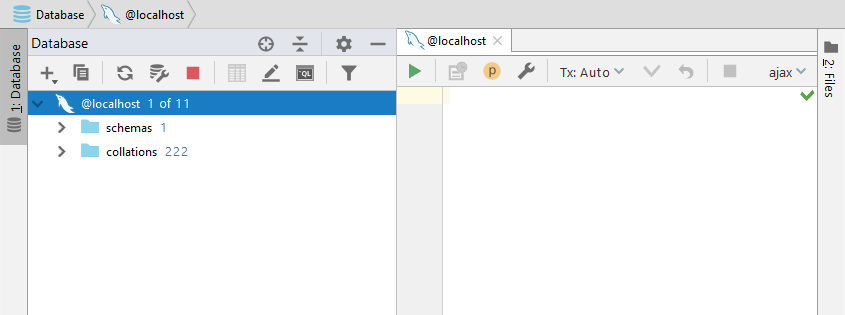 Database @localhost
Database
@localhost
1: Database
2: Files
QL
p
Tx: Auto
ajax
@localhost 1 of 11
schemas 1
collations 222